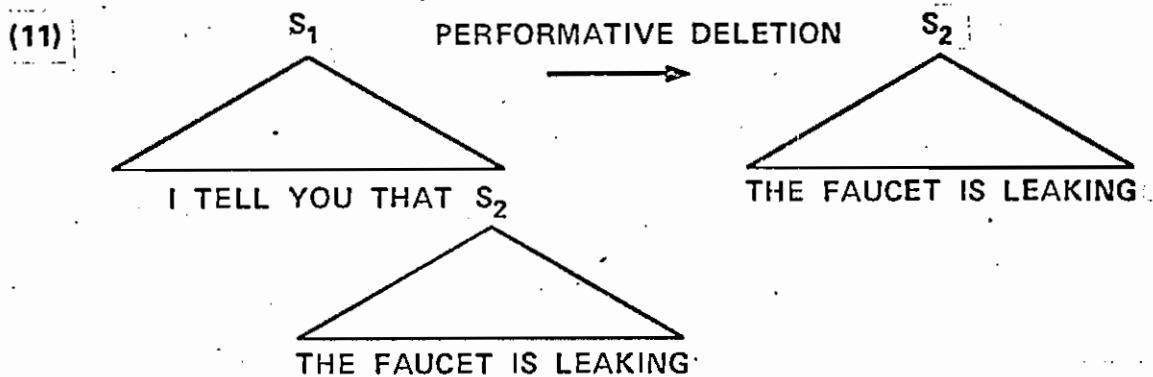 (11) S1 PERFORMATIVE DELETION S2
I TELL YOU THAT S2 THE FAUCET IS LEAKING
THE FAUCET IS LEAKING